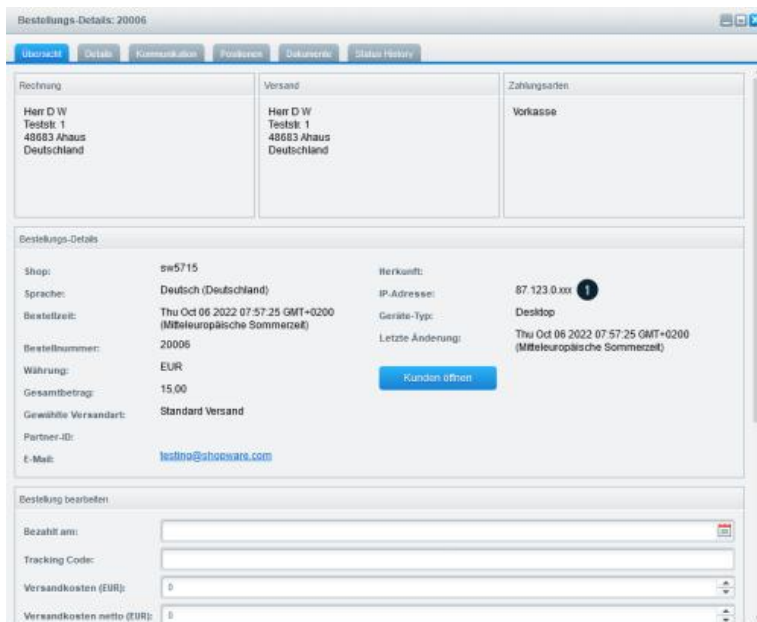 Bestellungs-Details: 20006
Übersicht Details Kommunikation Positionen Dokumente Status History
Rechnung
Herr D W
Teststr. 1
48683 Ahaus
Deutschland
Versand
Herr D W
Teststr. 1
48683 Ahaus
Deutschland
Zahlungsarten
Vorkasse
Bestellungs-Details
Shop: sw5715
Sprache: Deutsch (Deutschland)
Bestellzeit: Thu Oct 06 2022 07:57:25 GMT+0200
(Mitteleuropäische Sommerzeit)
Bestellnummer: 20006
Währung: EUR
Gesamtbetrag: 15,00
Gewählte Versandart: Standard Versand
Partner-ID:
E-Mail: testing@shopware.com
Herkunft:
IP-Adresse: 87.123.0.xxx 1
Geräte-Typ: Desktop
Letzte Änderung: Thu Oct 06 2022 07:57:25 GMT+0200
(Mitteleuropäische Sommerzeit)
Kunden öffnen
Bestellung bearbeiten
Bezahlt am:
Tracking Code:
Versandkosten (EUR): 0
Versandkosten netto (EUR): 0